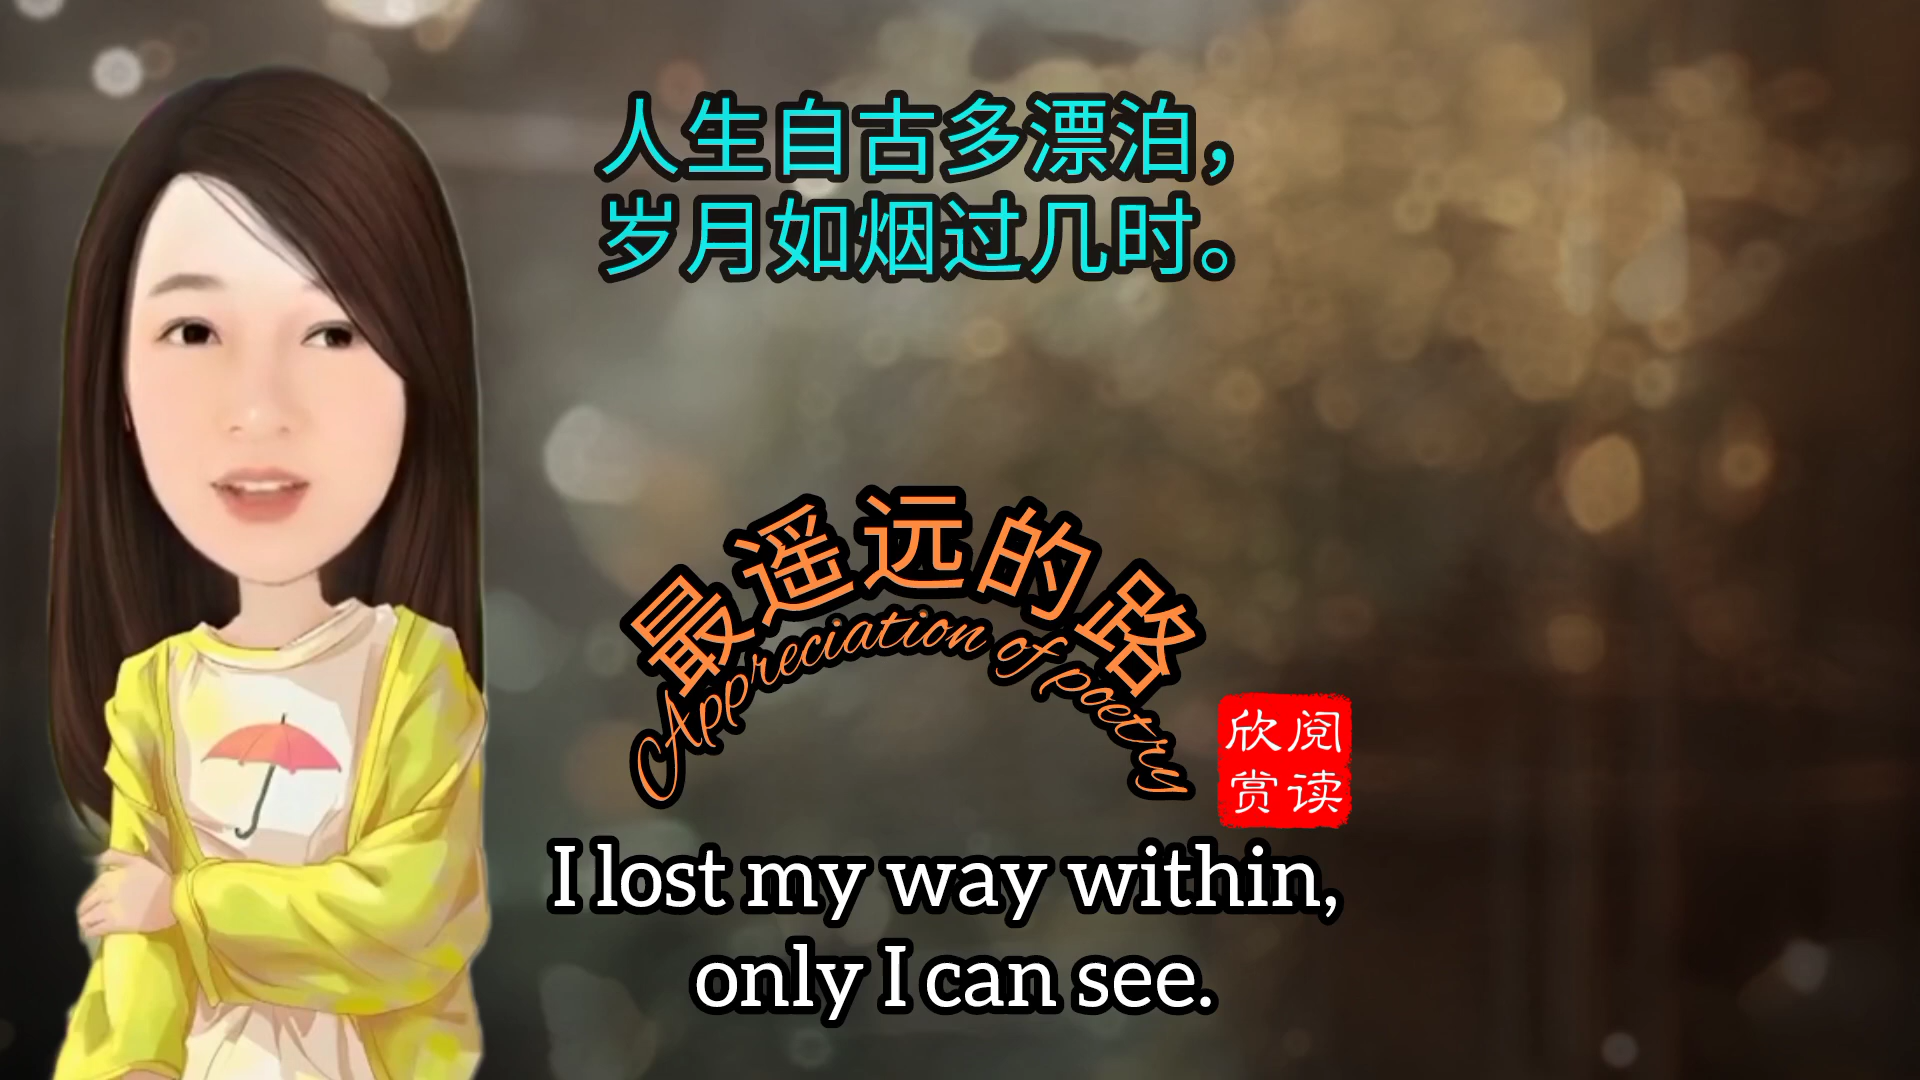 人生自古多漂泊，
岁月如烟过几时。
最遥远的路
Appreciation of poetry
欣阅
赏读
I lost my way within,
only I can see.